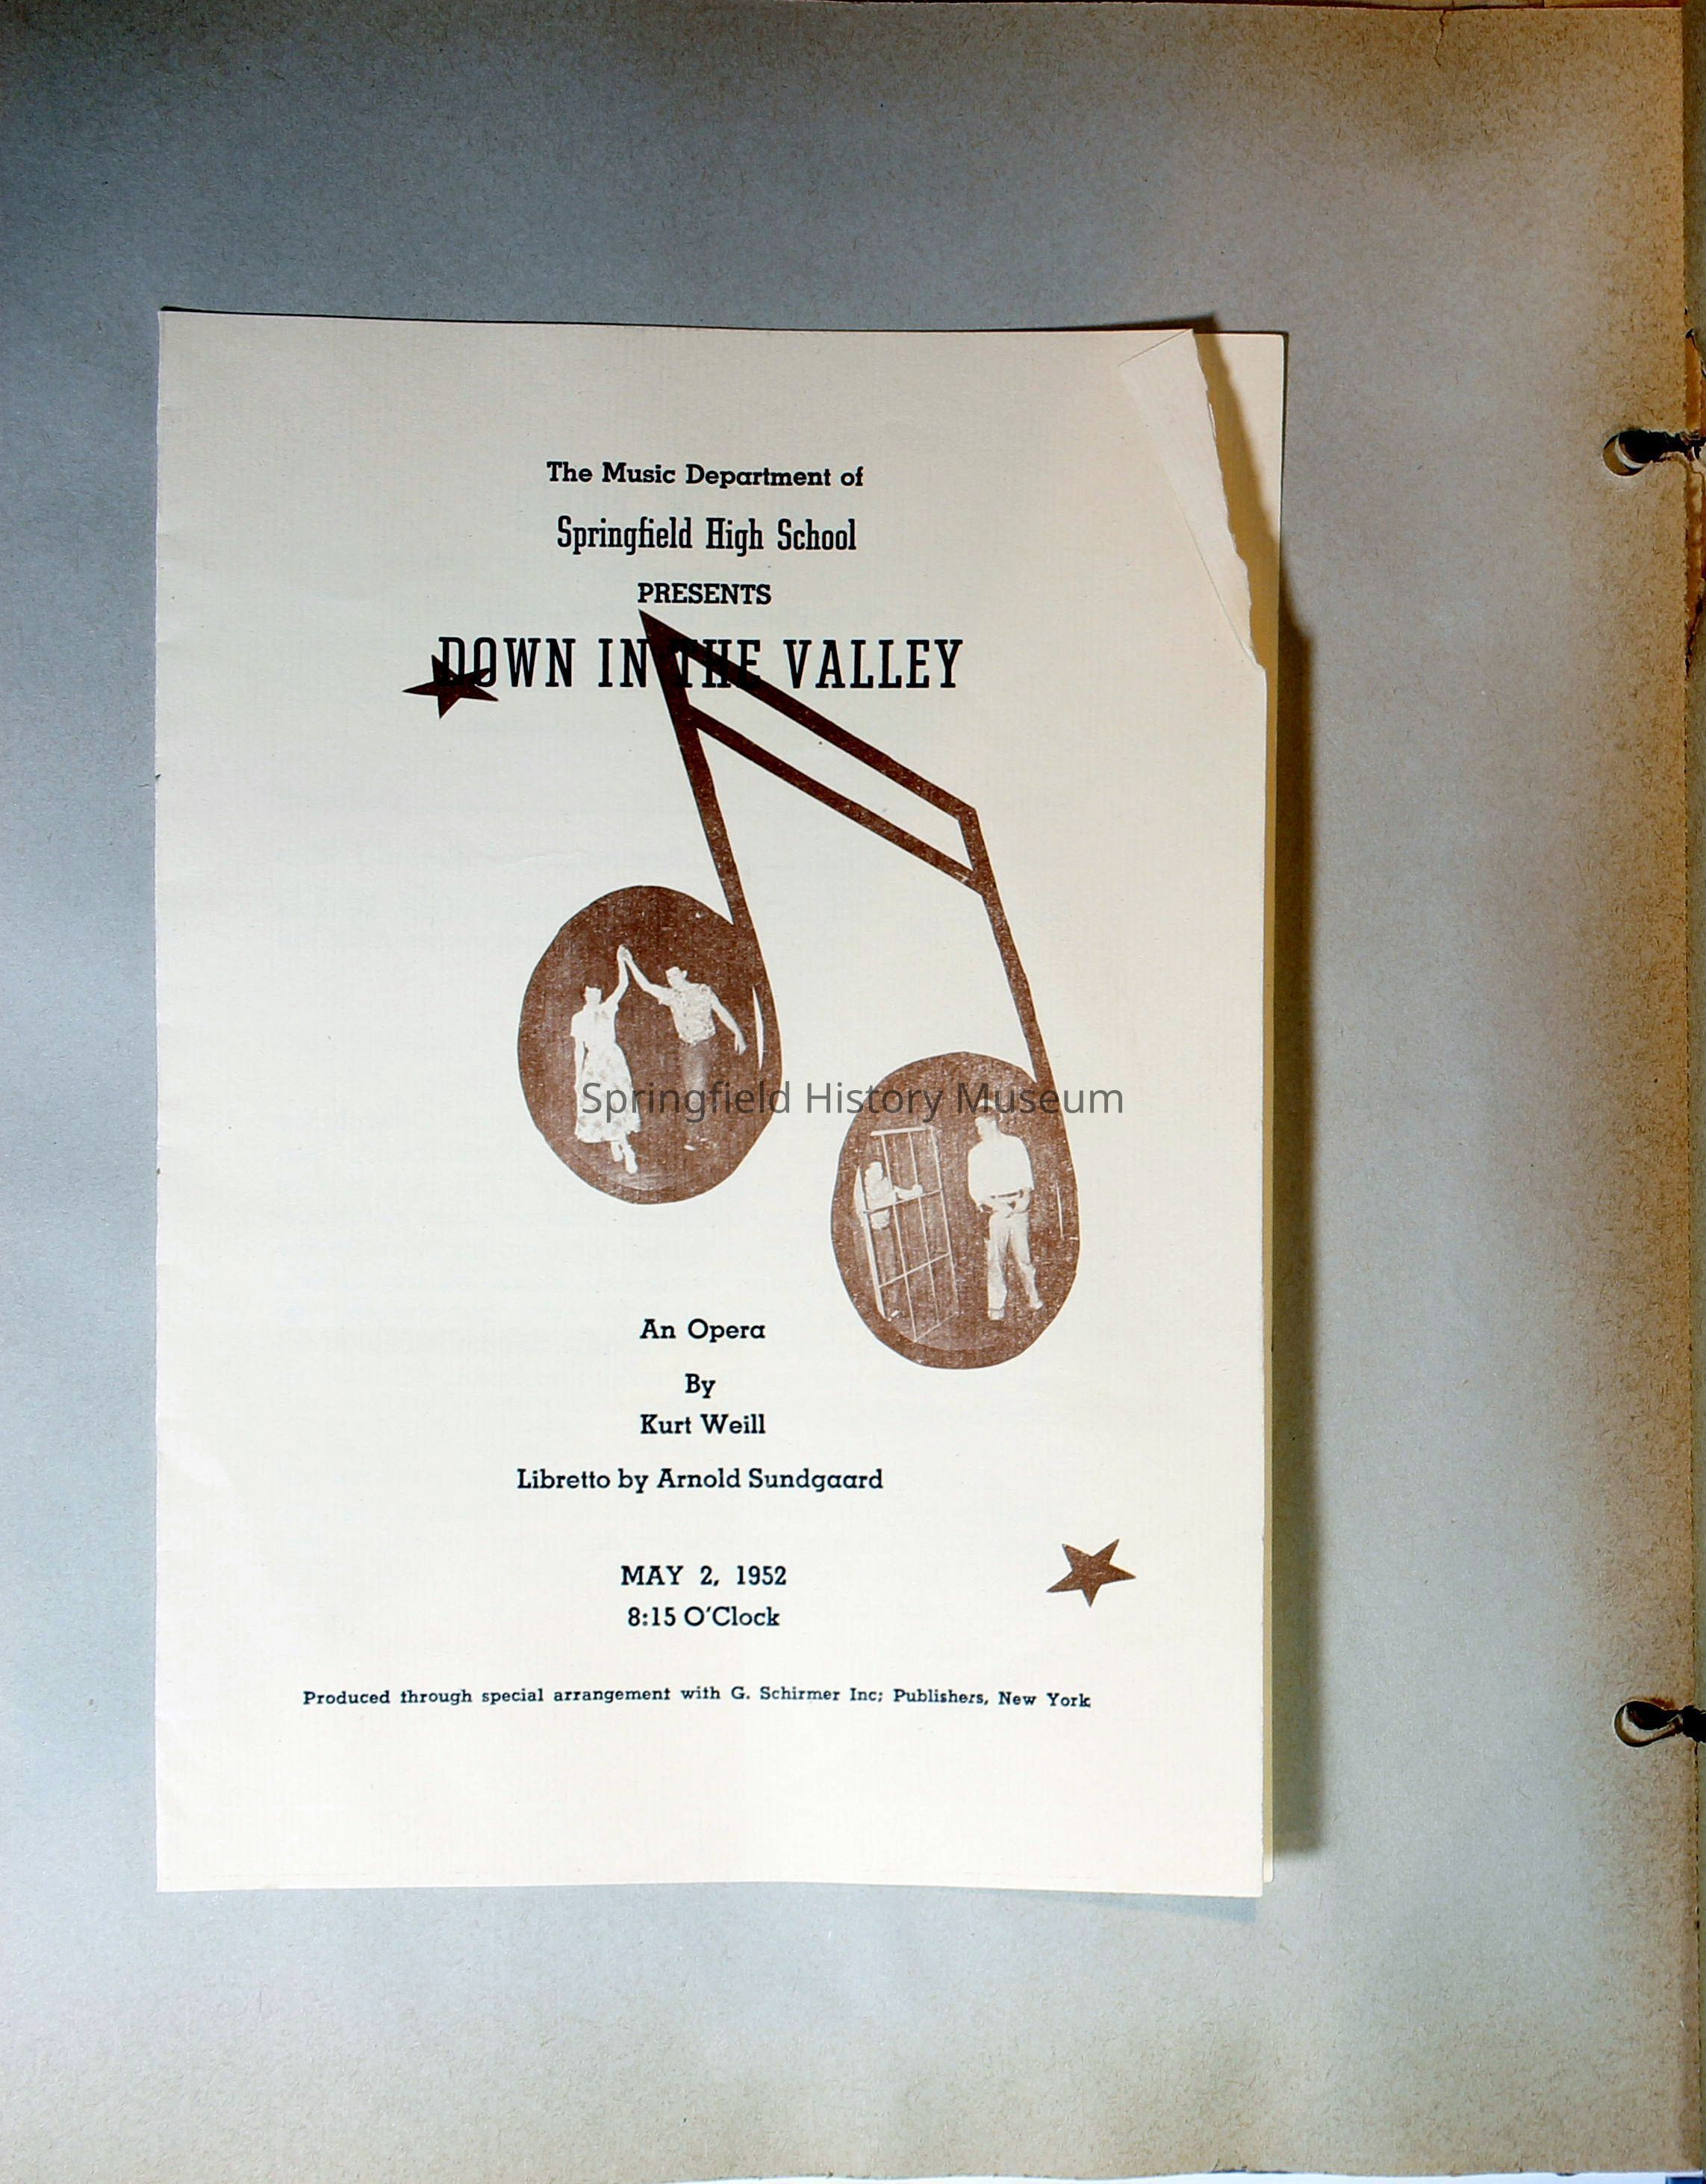 The Music Department of
Springfield High School
PRESENTS
DOWN IN THE VALLEY
Springfield History Museum
An Opera
By
Kurt Weill
Libretto by Arnold Sundgaard
MAY 2, 1952
8:15 O'Clock
Produced through special arrangement with G. Schirmer Inc; Publishers, New York